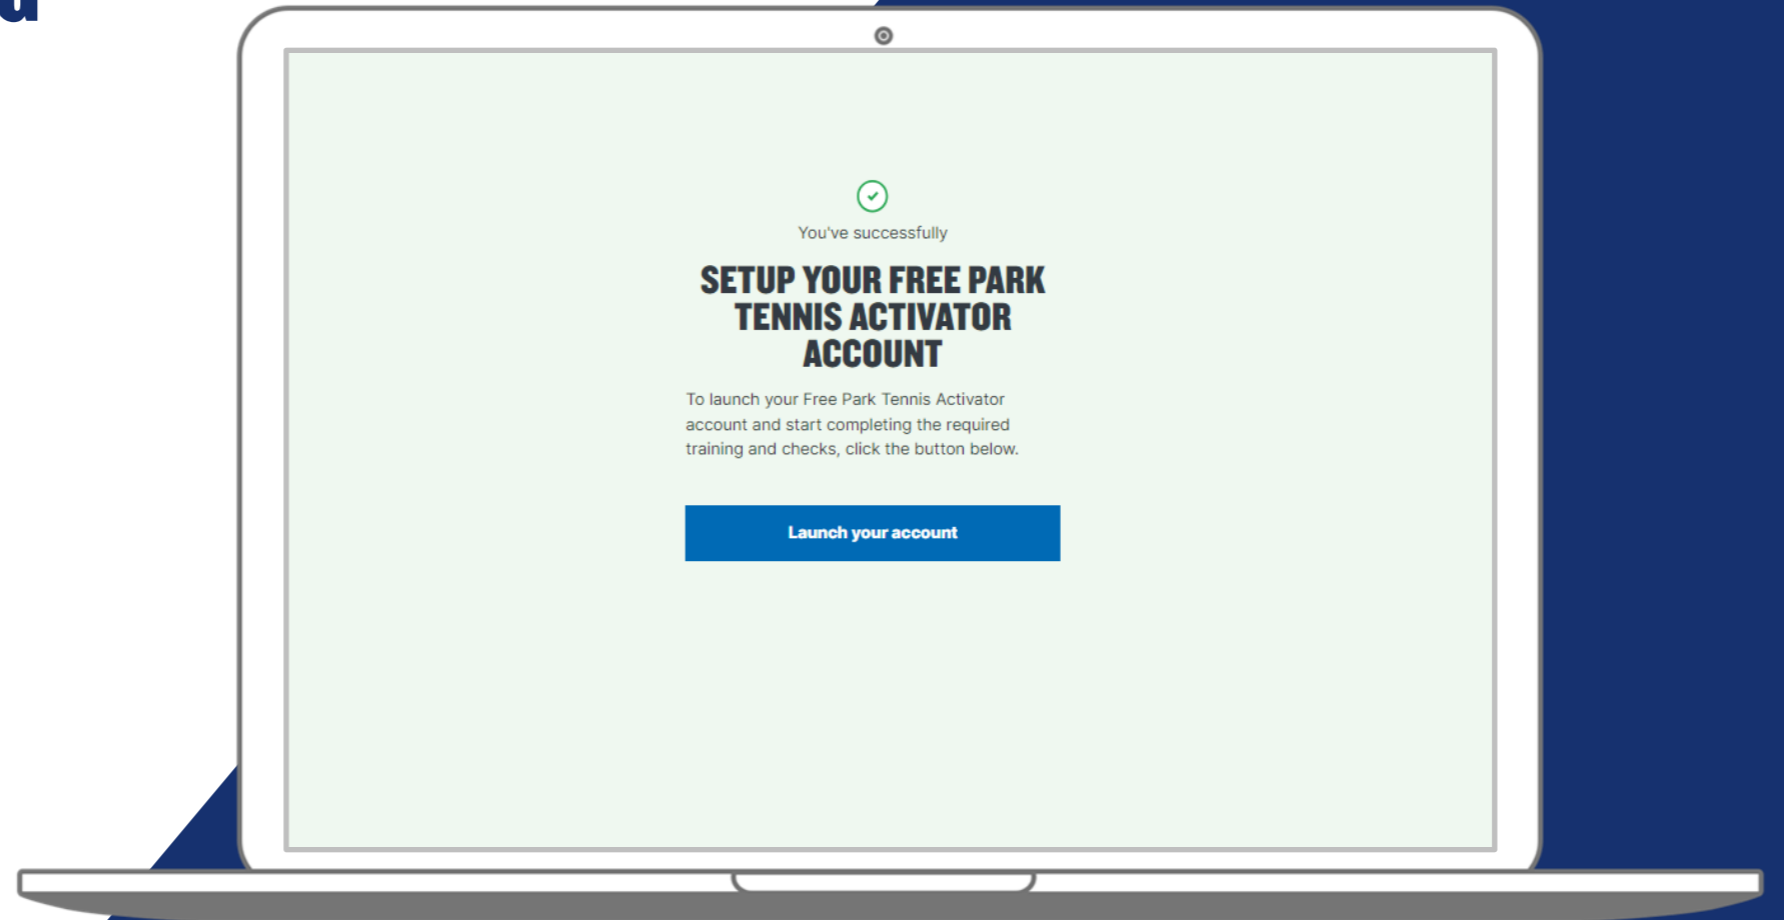 You've successfully
SETUP YOUR FREE PARK
TENNIS ACTIVATOR
ACCOUNT
To launch your Free Park Tennis Activator
account and start completing the required
training and checks, click the button below.
Launch your account